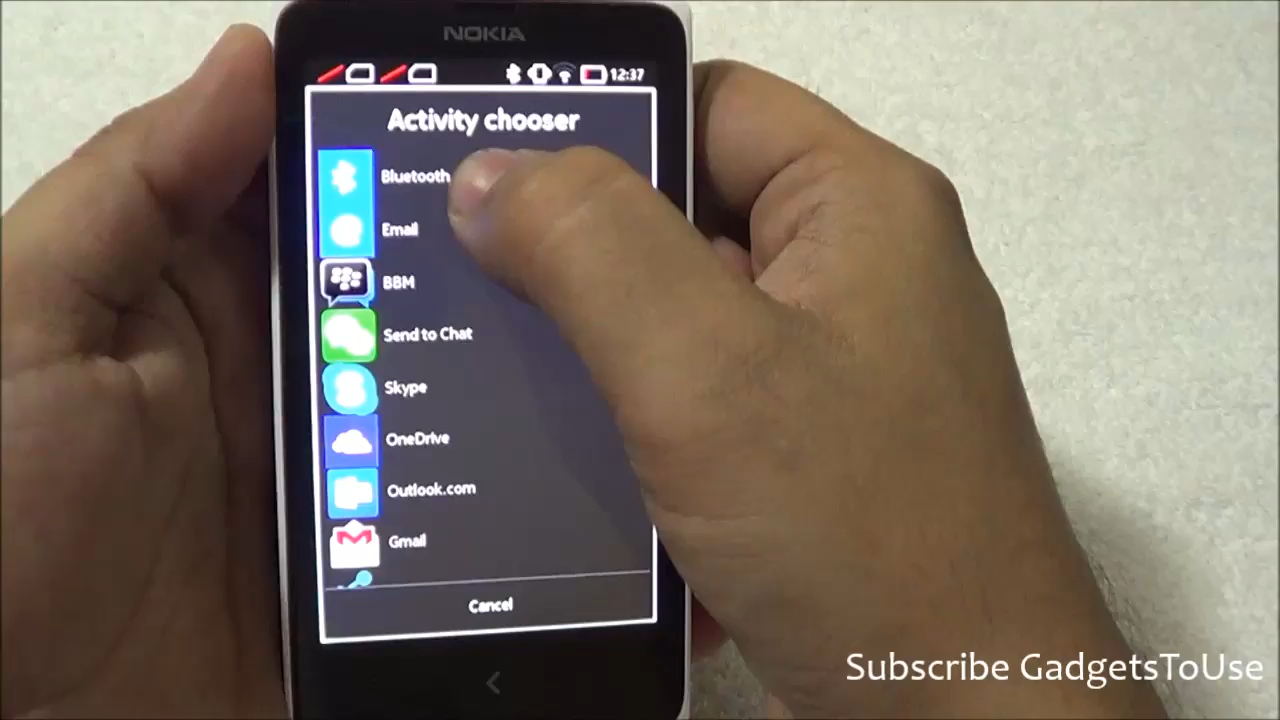 NOKIA
12:37
Activity chooser
Bluetooth
Email
BBM
Send to Chat
Skype
OneDrive
Outlook.com
Gmail
Cancel
Subscribe GadgetsToUse